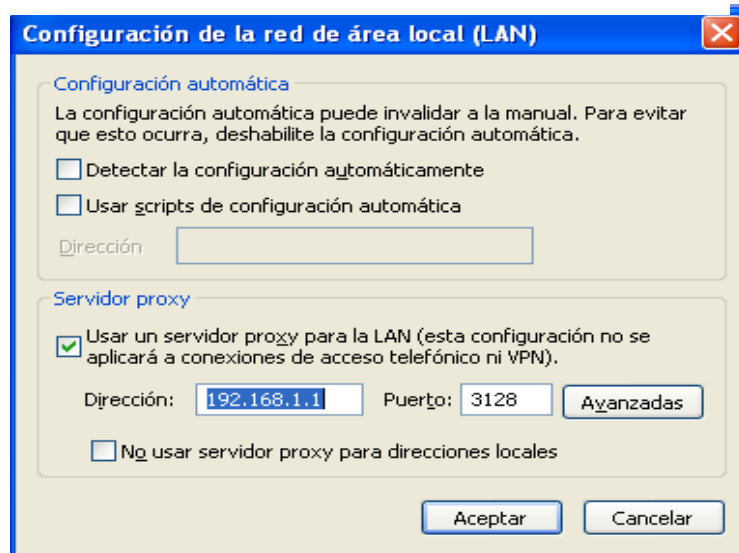 Configuración de la red de área local (LAN)
Configuración automática
La configuración automática puede invalidar a la manual. Para evitar
que esto ocurra, deshabilite la configuración automática.
Detectar la configuración automáticamente
Usar scripts de configuración automática
Dirección
Servidor proxy
Usar un servidor proxy para la LAN (esta configuración no se
aplicará a conexiones de acceso telefónico ni VPN).
Dirección: 192.168.1.1 Puerto: 3128 Avanzadas
No usar servidor proxy para direcciones locales
Aceptar Cancelar